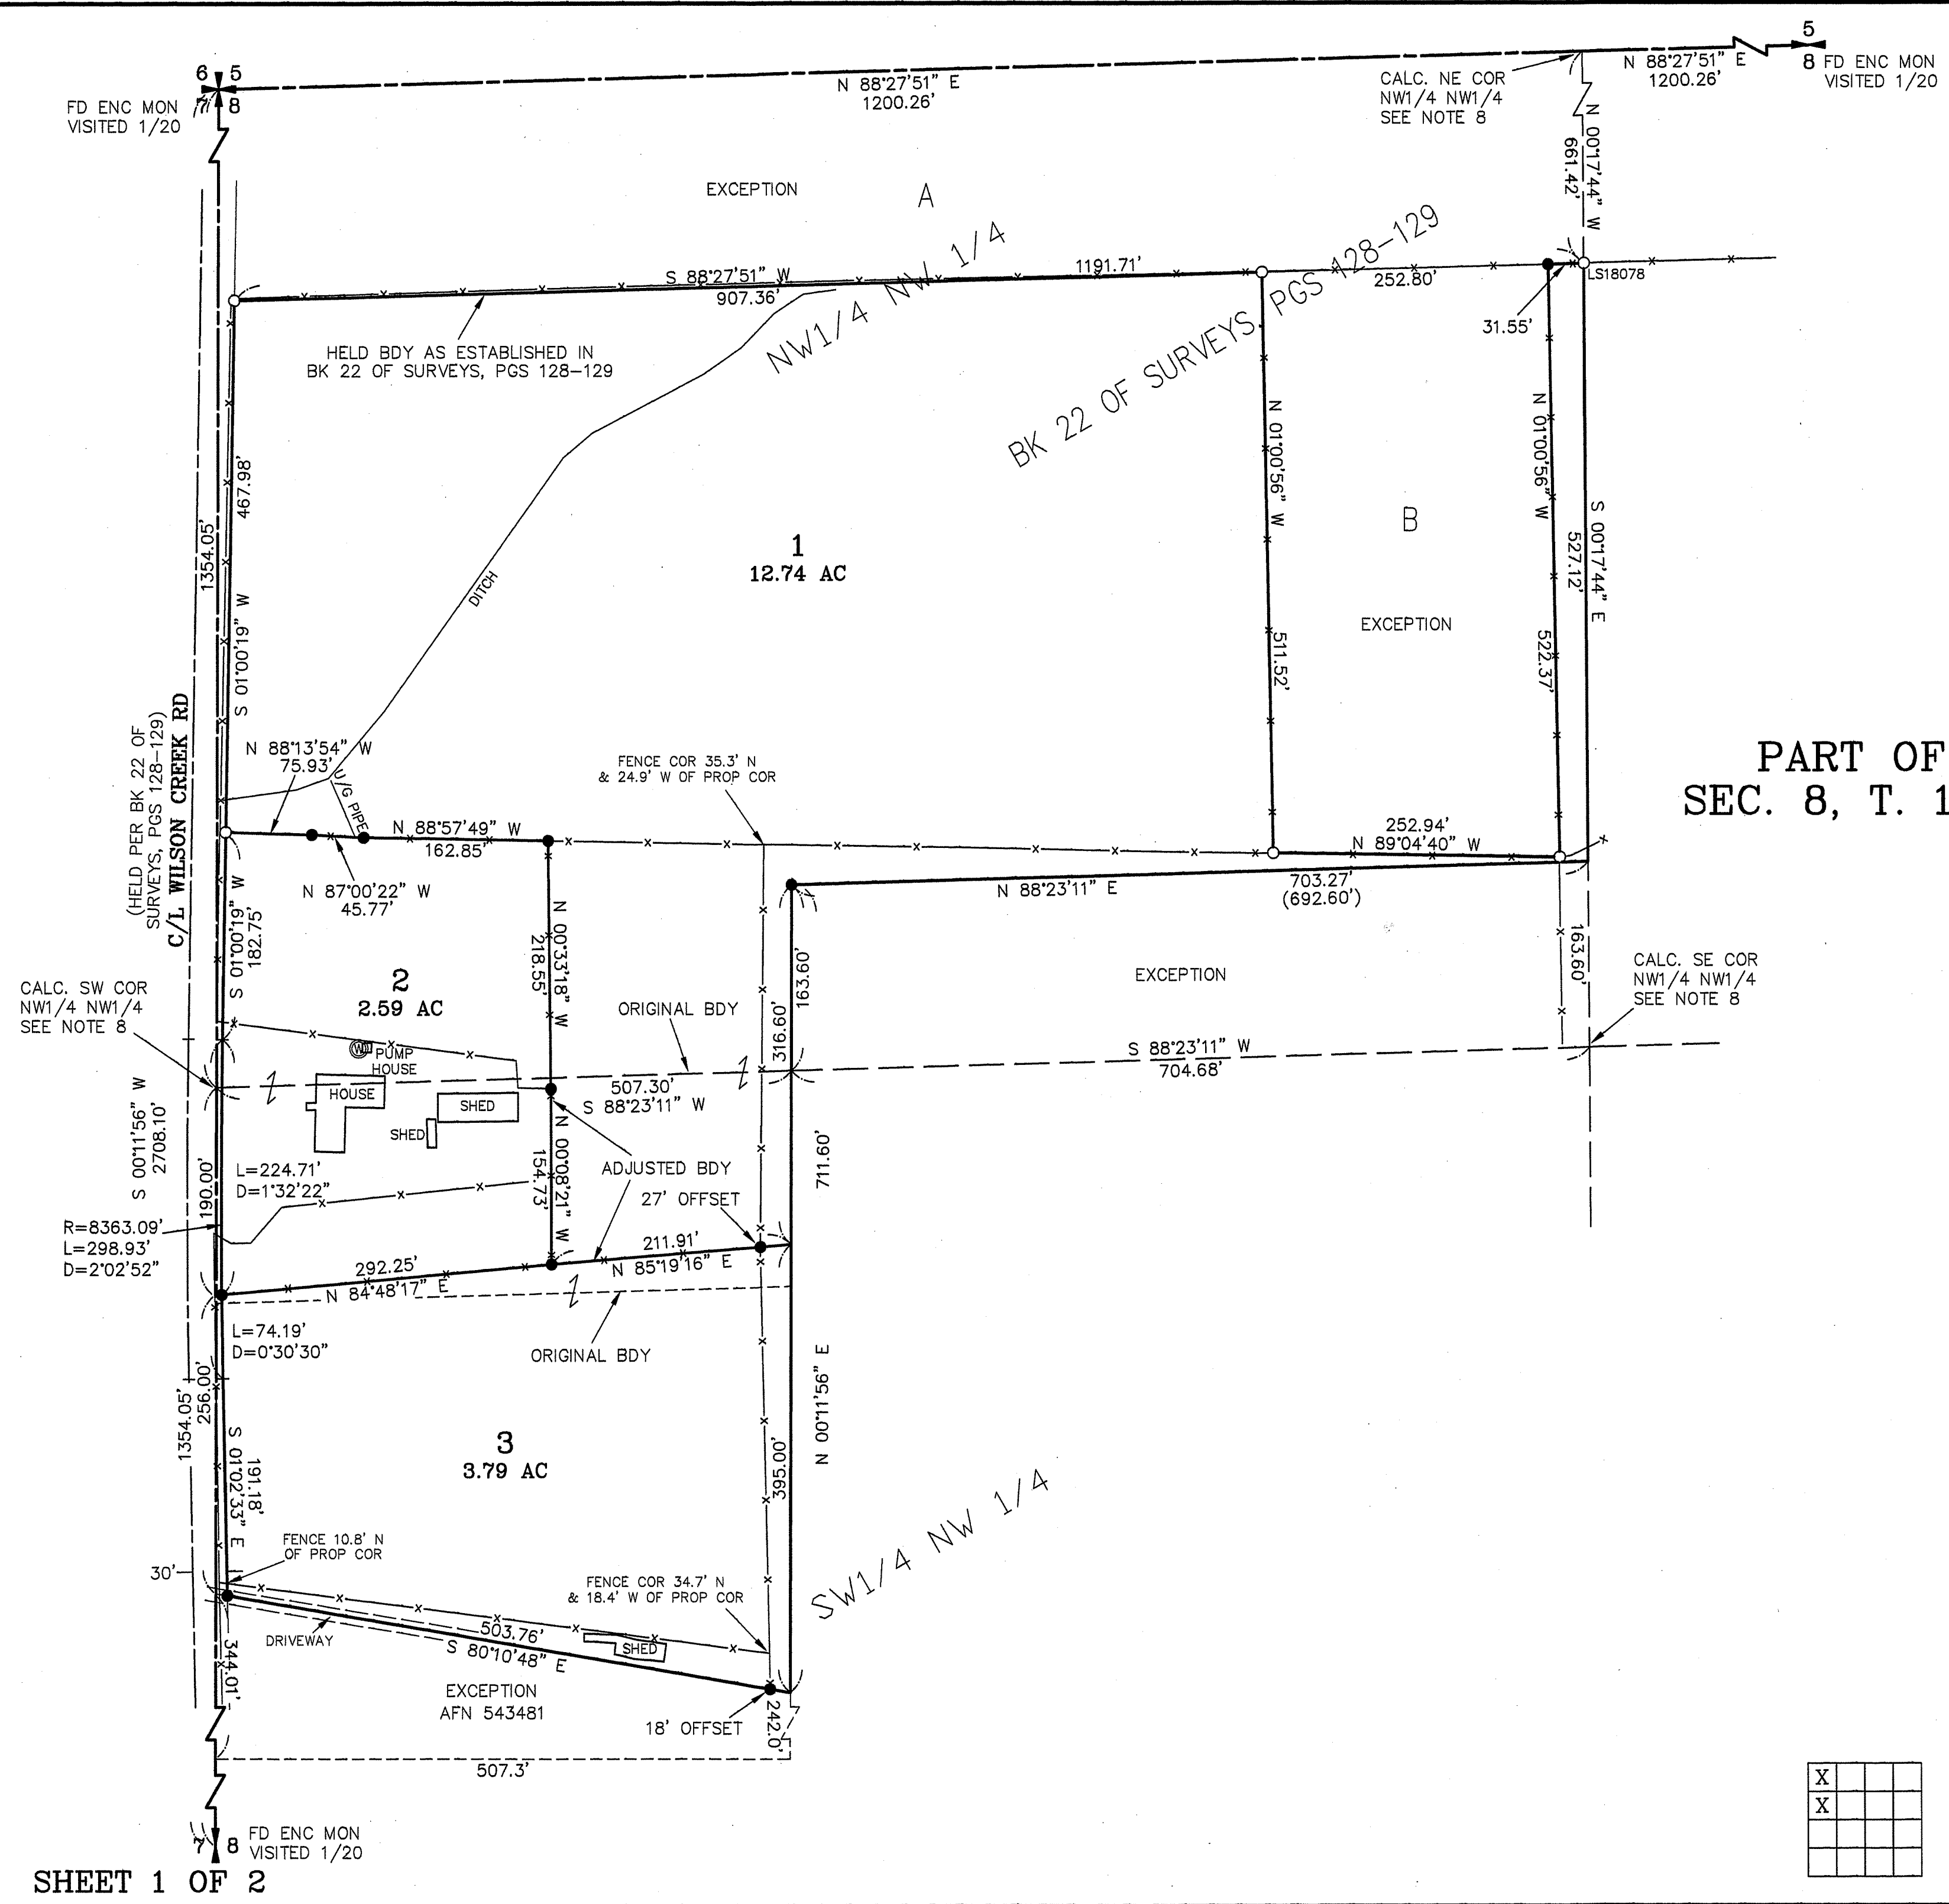 6 5
7 8
FD ENC MON
VISITED 1/20
N 88°27'51" E
1200.26'
CALC. NE COR
NW1/4 NW1/4
SEE NOTE 8
N 88°27'51" E
1200.26'
5
8
FD ENC MON
VISITED 1/20
N 00°17'44" W
661.42'
EXCEPTION
A
NW1/4 NW 1/4
BK 22 OF SURVEYS, PGS 128-129
S 88°27'51" W
907.36'
1191.71'
252.80'
LS18078
31.55'
HELD BDY AS ESTABLISHED IN
BK 22 OF SURVEYS, PGS 128-129
467.98'
1354.05'
S 01°00'19" W
DITCH
1
12.74 AC
N 01°00'56" W
511.52'
B
EXCEPTION
N 01°00'56" W
522.37'
S 00°17'44" E
527.12'
PART OF
SEC. 8, T. 1
(HELD PER BK 22 OF
SURVEYS, PGS 128-129)
C/L WILSON CREEK RD
N 88°13'54" W
75.93'
U/G PIPE
N 88°57'49" W
162.85'
N 87°00'22" W
45.77'
FENCE COR 35.3' N
& 24.9' W OF PROP COR
252.94'
N 89°04'40" W
N 88°23'11" E
703.27'
(692.60')
S 01°00'19" W
182.75'
2
2.59 AC
N 00°33'18" W
218.55'
ORIGINAL BDY
163.60'
316.60'
EXCEPTION
163.60'
CALC. SE COR
NW1/4 NW1/4
SEE NOTE 8
CALC. SW COR
NW1/4 NW1/4
SEE NOTE 8
W
PUMP
HOUSE
HOUSE
SHED
SHED
507.30'
S 88°23'11" W
S 88°23'11" W
704.68'
S 00°11'56" W
2708.10'
190.00'
L=224.71'
D=1°32'22"
N 00°08'21" W
154.73'
ADJUSTED BDY
27' OFFSET
711.60'
R=8363.09'
L=298.93'
D=2°02'52"
292.25'
N 84°48'17" E
211.91'
N 85°19'16" E
L=74.19'
D=0°30'30"
ORIGINAL BDY
N 00°11'56" E
1354.05'
256.00'
S 01°02'33" E
191.18'
3
3.79 AC
395.00'
SW1/4 NW 1/4
FENCE 10.8' N
OF PROP COR
30'
FENCE COR 34.7' N
& 18.4' W OF PROP COR
DRIVEWAY
503.76'
S 80°10'48" E
SHED
344.01'
EXCEPTION
AFN 543481
18' OFFSET
242.0'
507.3'
7 8
FD ENC MON
VISITED 1/20
X
X
SHEET 1 OF 2